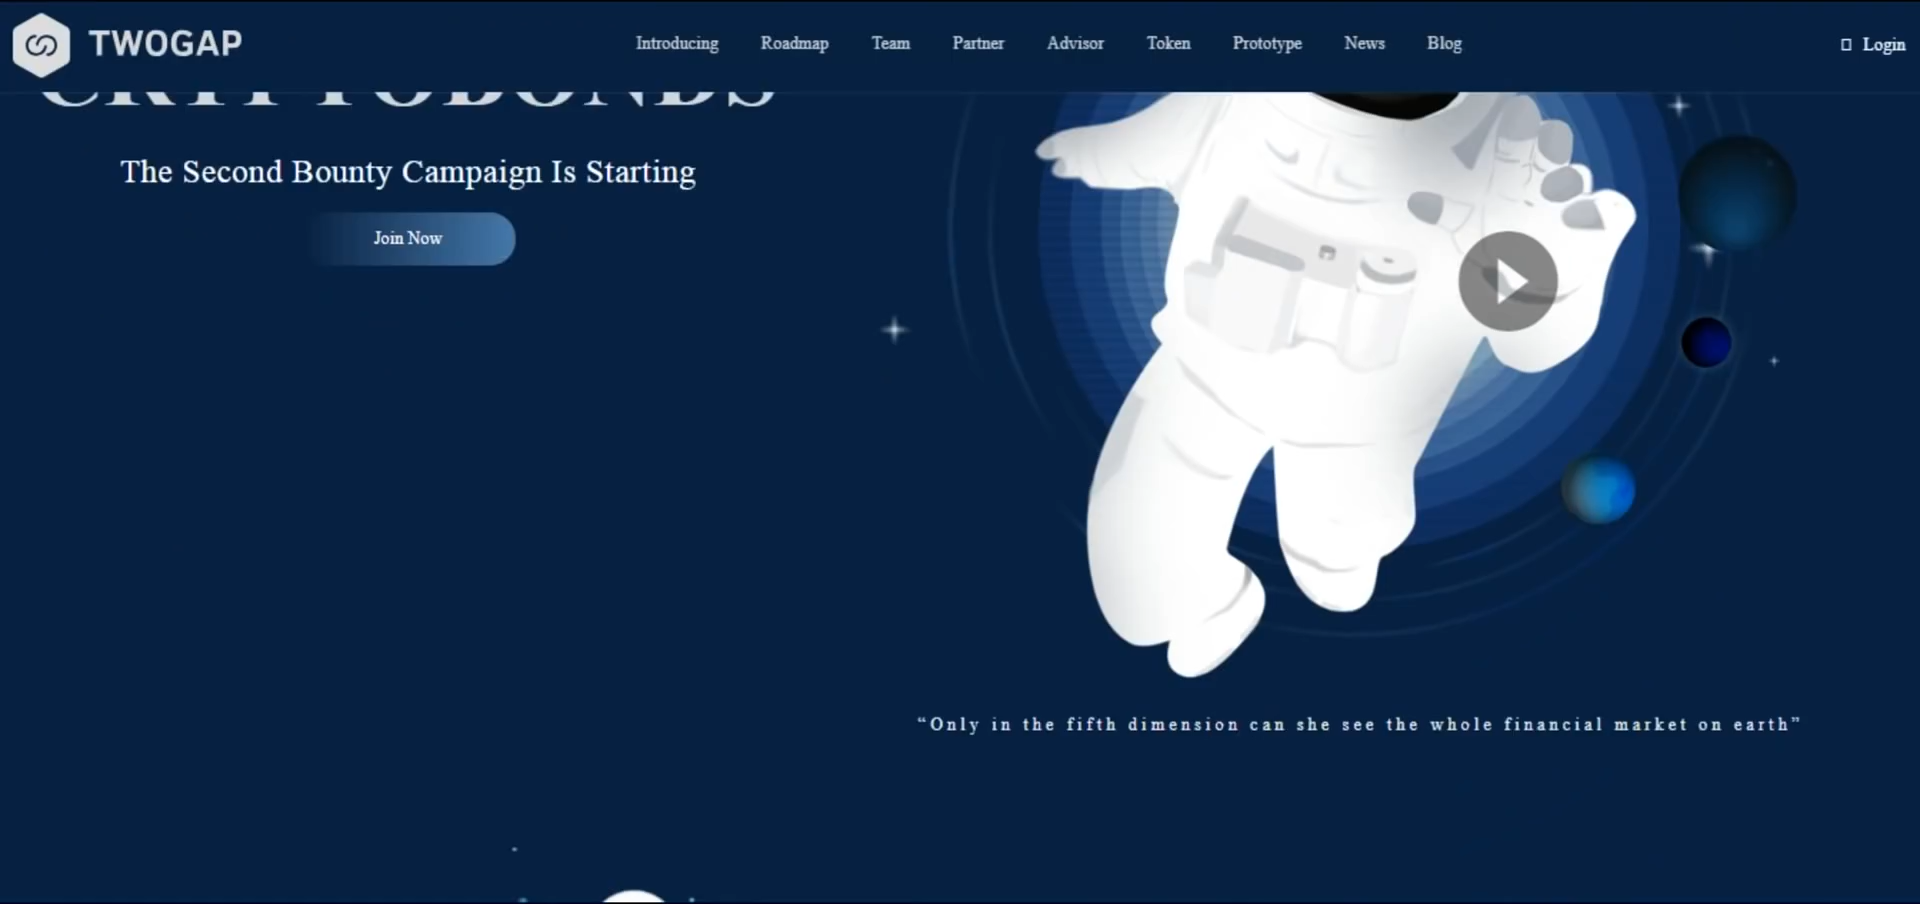 TWOGAP
Introducing Roadmap Team Partner Advisor Token Prototype News Blog
Login
CRYPTOBONDS
The Second Bounty Campaign Is Starting
Join Now
“Only in the fifth dimension can she see the whole financial market on earth”